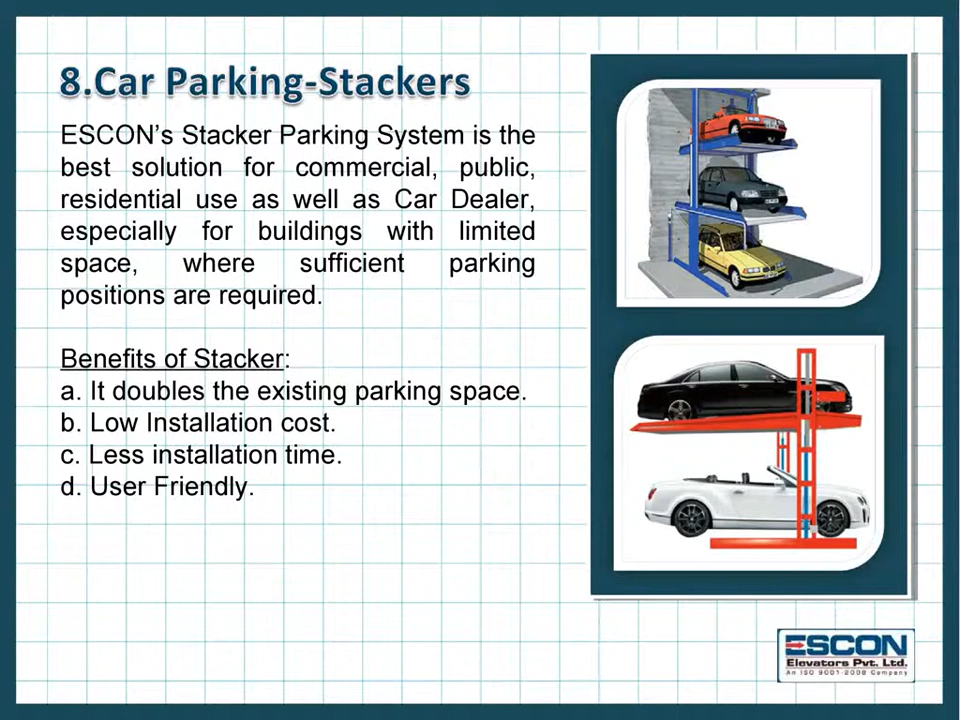 8.Car Parking-Stackers
ESCON's Stacker Parking System is the
best solution for commercial, public,
residential use as well as Car Dealer,
especially for buildings with limited
space, where sufficient parking
positions are required.
Benefits of Stacker:
a. It doubles the existing parking space.
b. Low Installation cost.
c. Less installation time.
d. User Friendly.
ESCON
Elevators Pvt. Ltd.
An ISO 9001-2008 Company